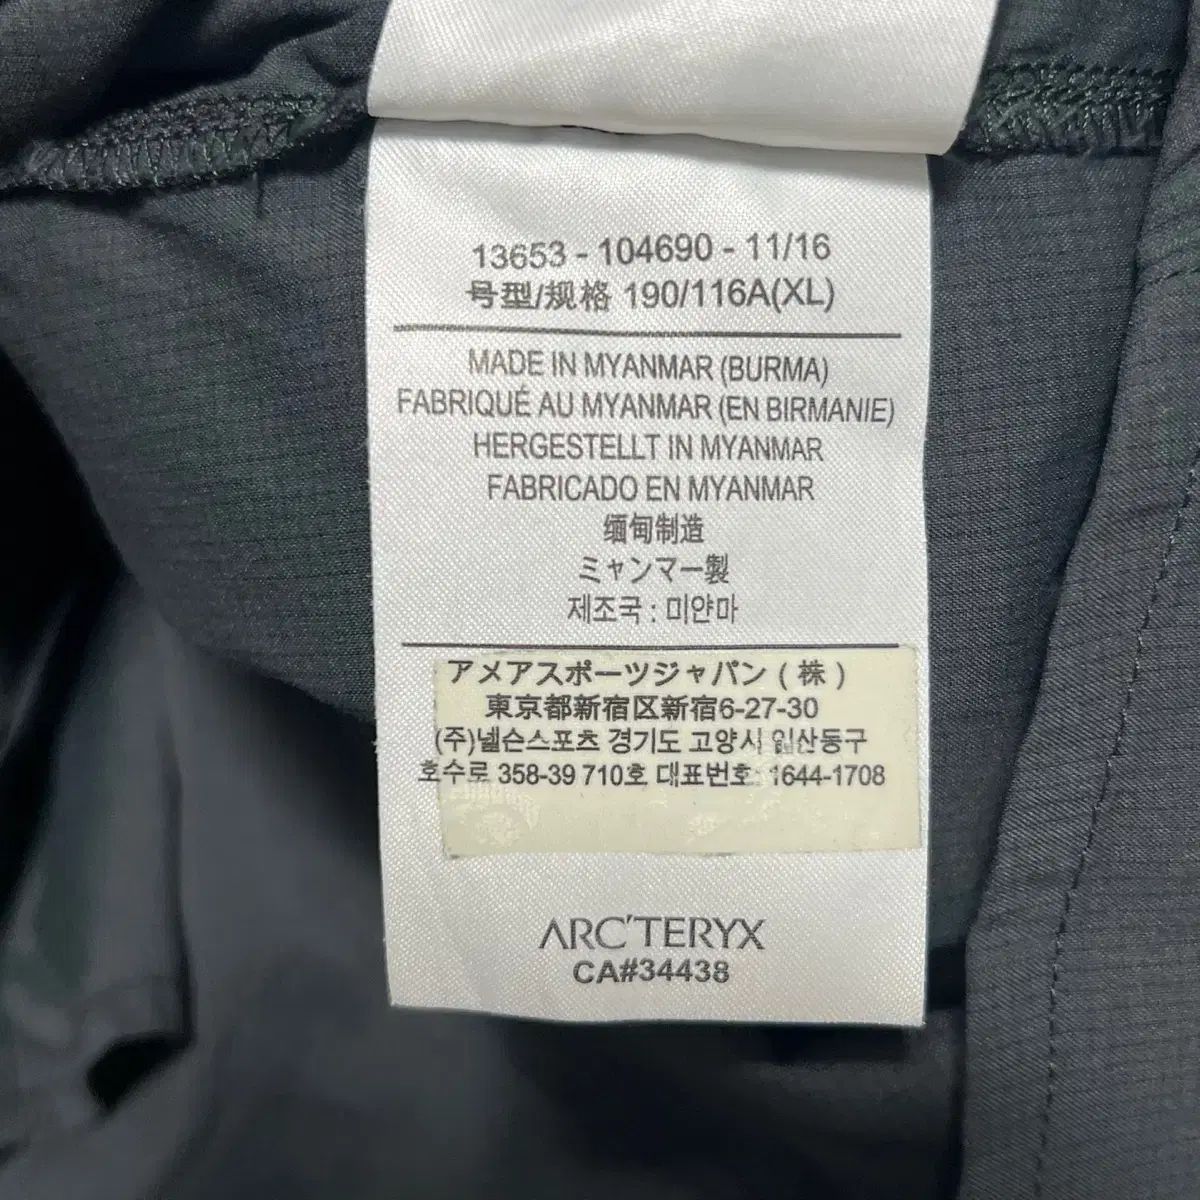 13653 - 104690 - 11/16
号型/规格 190/116A(XL)
MADE IN MYANMAR (BURMA)
FABRIQUÉ AU MYANMAR (EN BIRMANIE)
HERGESTELLT IN MYANMAR
FABRICADO EN MYANMAR
缅甸制造
ミャンマー製
제조국 : 미얀마
アメアスポーツジャパン ( 株 )
東京都新宿区新宿6-27-30
(주)넬슨스포츠 경기도 고양시 일산동구
호수로 358-39 710호 대표번호: 1644-1708
ARC'TERYX
CA#34438